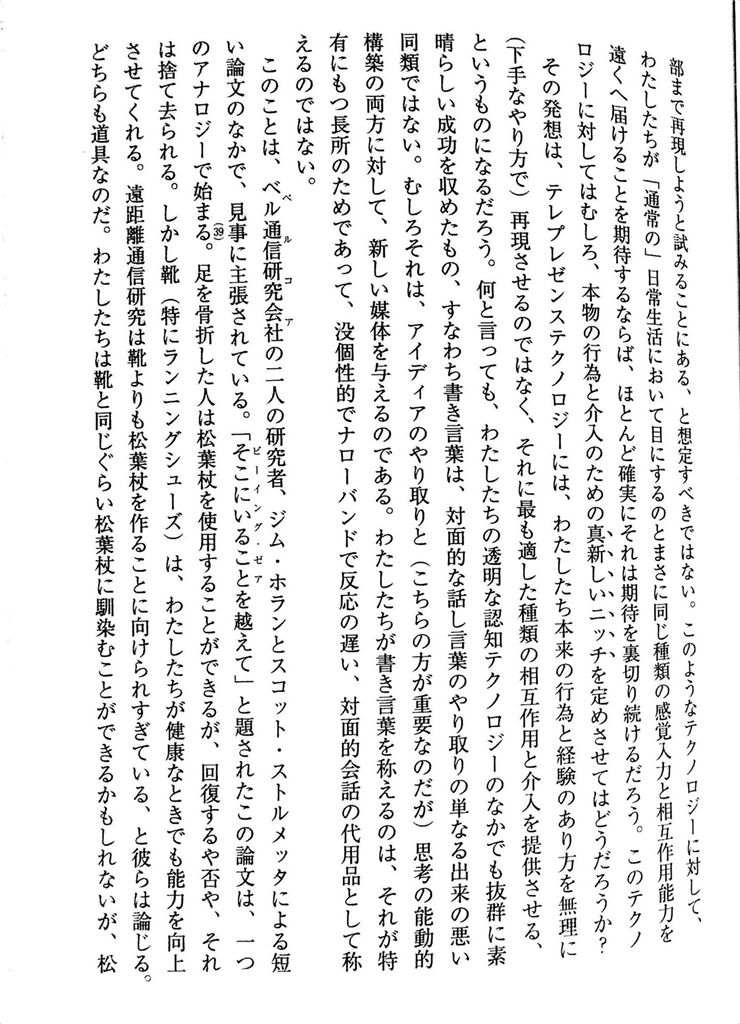 部まで再現しようと試みることにある、と想定すべきではない。このようなテクノロジーに対して、
わたしたちが「通常の」日常生活において目にするのとまさに同じ種類の感覚入力と相互作用能力を
遠くへ届けることを期待するならば、ほとんど確実にそれは期待を裏切り続けるだろう。このテクノ
ロジーに対してはむしろ、本物の行為と介入のための真新しいニッチを定めさせてはどうだろうか?
その発想は、テレプレゼンステクノロジーには、わたしたち本来の行為と経験のあり方を無理に
(下手なやり方で)再現させるのではなく、それに最も適した種類の相互作用と介入を提供させる、
というものになるだろう。何と言っても、わたしたちの透明な認知テクノロジーのなかでも抜群に素
晴らしい成功を収めたもの、すなわち書き言葉は、対面的な話し言葉のやり取りの単なる出来の悪い
同類ではない。むしろそれは、アイディアのやり取りと(こちらの方が重要なのだが)思考の能動的
構築の両方に対して、新しい媒体を与えるのである。わたしたちが書き言葉を称えるのは、それが特
有にもつ長所のためであって、没個性的でナローバンドで反応の遅い、対面的会話の代用品として称
えるのではない。
このことは、ベル通信研究会社の二人の研究者、ジム・ホランとスコット・ストルメッタによる短
ベルコア
い論文のなかで、見事に主張されている。「そこにいることを越えて」と題されたこの論文は、一つ
ビーイング・ゼア
のアナロジーで始まる。(39)足を骨折した人は松葉杖を使用することができるが、回復するや否や、それ
は捨て去られる。しかし靴(特にランニングシューズ)は、わたしたちが健康なときでも能力を向上
させてくれる。遠距離通信研究は靴よりも松葉杖を作ることに向けられすぎている、と彼らは論じる。
どちらも道具なのだ。わたしたちは靴と同じぐらい松葉杖に馴染むことができるかもしれないが、松